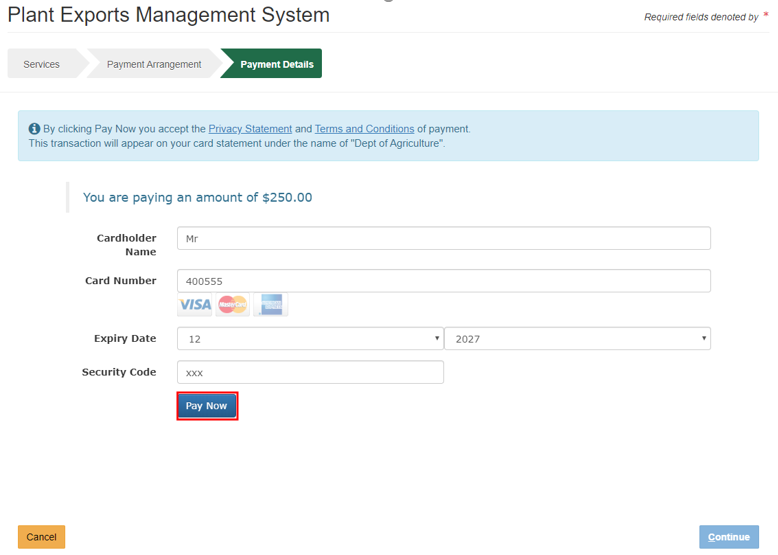 Plant Exports Management System
Required fields denoted by *
Services
Payment Arrangement
Payment Details
By clicking Pay Now you accept the Privacy Statement and Terms and Conditions of payment.
This transaction will appear on your card statement under the name of "Dept of Agriculture".
You are paying an amount of $250.00
Cardholder
Name
Mr
Card Number
400555
VISA MasterCard
Expiry Date
12
2027
Security Code
xxx
Pay Now
Cancel
Continue